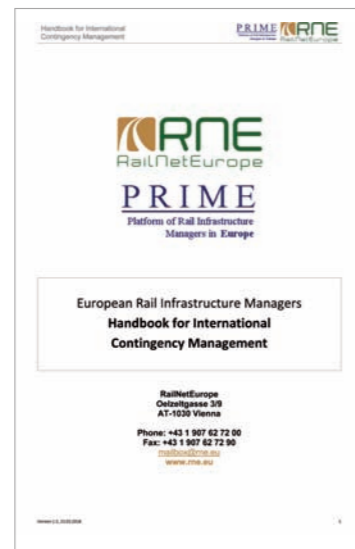 Handbook for International
Contingency Management
PRIME RNE
RailNetEurope
RNE
RailNetEurope
PRIME
Platform of Rail Infrastructure
Managers in Europe
European Rail Infrastructure Managers
Handbook for International
Contingency Management
RailNetEurope
Oelzeltgasse 3/9
AT-1030 Vienna
Phone: +43 1 907 62 72 00
Fax: +43 1 907 62 72 90
mailbox@rne.eu
www.rne.eu